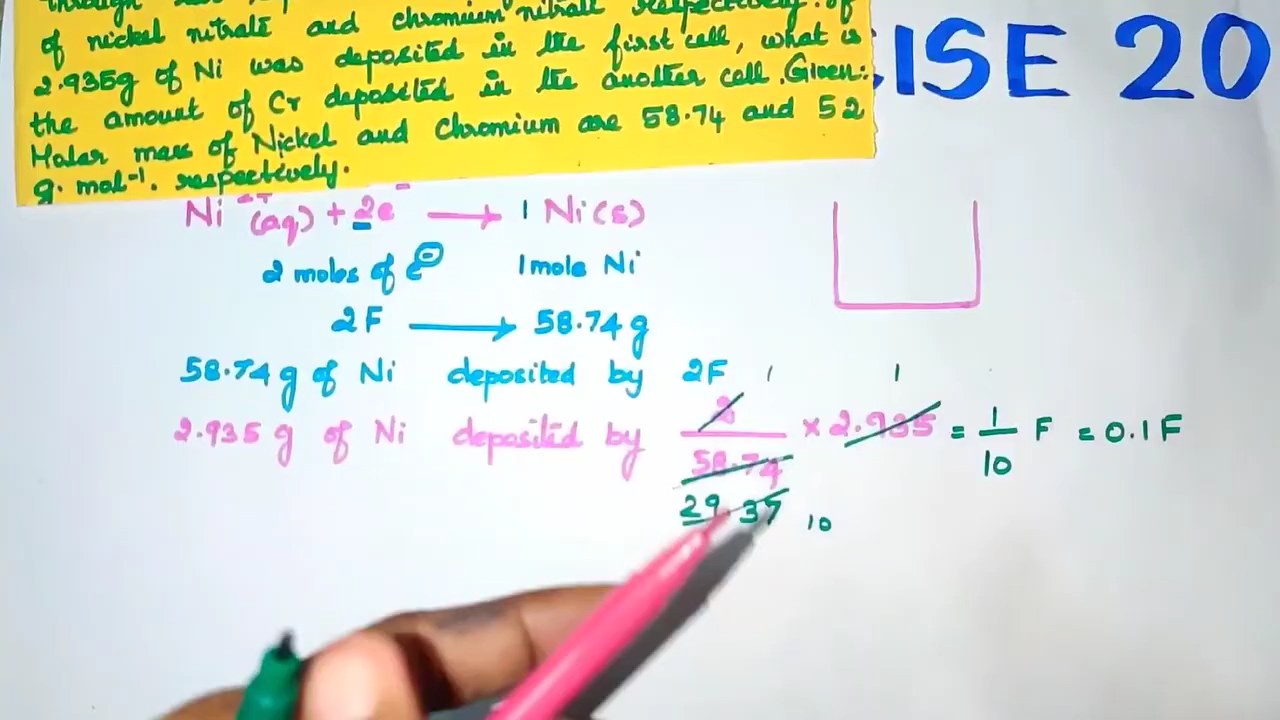 of nickel nitrate and chromium nitrate respectively. If
2.935g of Ni was deposited in the first cell, what is
the amount of Cr deposited in the another cell. Given:
Molar mass of Nickel and Chromium are 58.74 and 52
g. mol⁻¹. respectively.
CISE 20
Ni²⁺(aq) + 2e⁻ → 1 Ni(s)
2 moles of e⊖ 1mole Ni
2F → 58.74 g
58.74 g of Ni deposited by 2F 1 1
2.935 g of Ni deposited by 2/58.74 × 2.935 = 1/10 F = 0.1 F
29.37 10